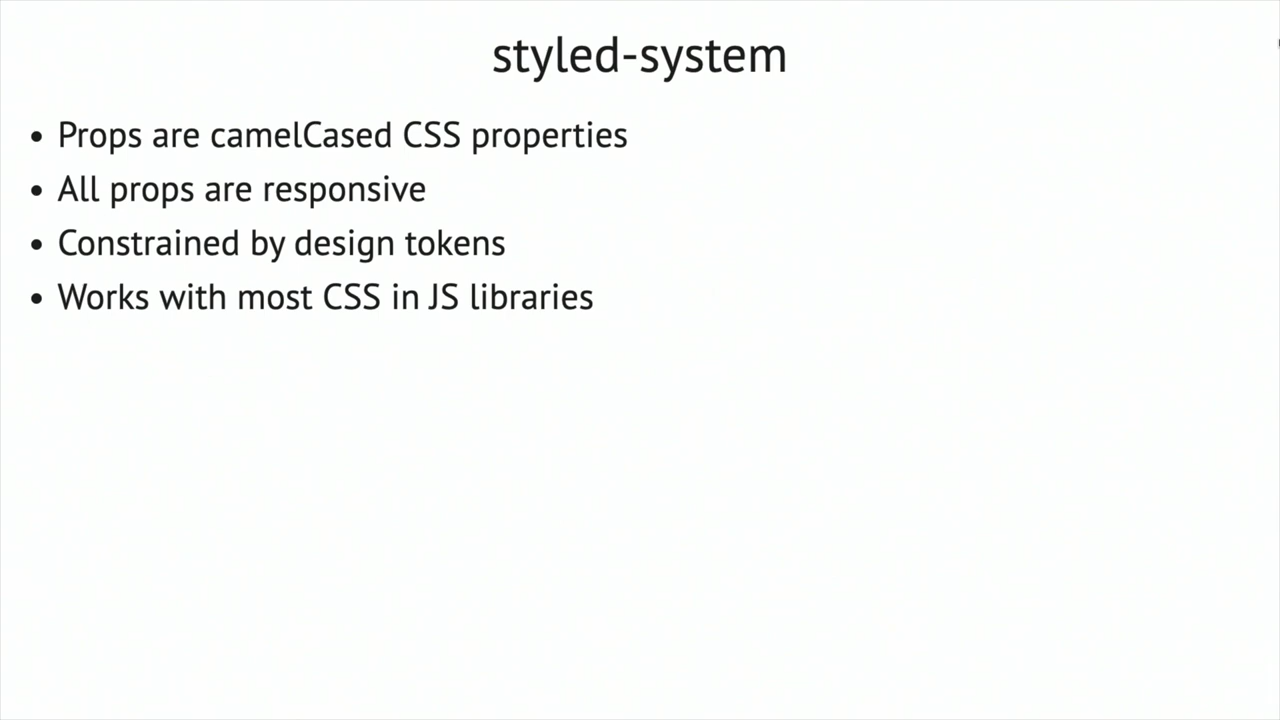 styled-system
• Props are camelCased CSS properties
• All props are responsive
• Constrained by design tokens
• Works with most CSS in JS libraries